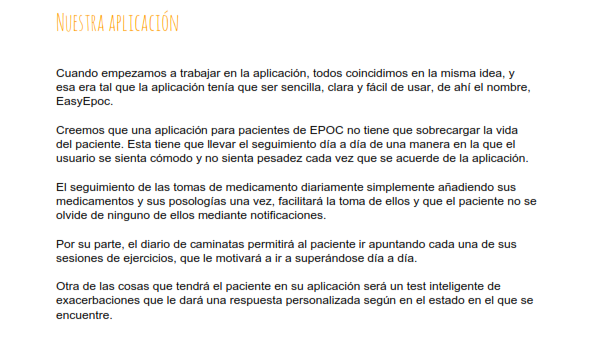 Nuestra aplicación
Cuando empezamos a trabajar en la aplicación, todos coincidimos en la misma idea, y
esa era tal que la aplicación tenía que ser sencilla, clara y fácil de usar, de ahí el nombre,
EasyEpoc.
Creemos que una aplicación para pacientes de EPOC no tiene que sobrecargar la vida
del paciente. Esta tiene que llevar el seguimiento día a día de una manera en la que el
usuario se sienta cómodo y no sienta pesadez cada vez que se acuerde de la aplicación.
El seguimiento de las tomas de medicamento diariamente simplemente añadiendo sus
medicamentos y sus posologías una vez, facilitará la toma de ellos y que el paciente no se
olvide de ninguno de ellos mediante notificaciones.
Por su parte, el diario de caminatas permitirá al paciente ir apuntando cada una de sus
sesiones de ejercicios, que le motivará a ir a superándose día a día.
Otra de las cosas que tendrá el paciente en su aplicación será un test inteligente de
exacerbaciones que le dará una respuesta personalizada según en el estado en el que se
encuentre.